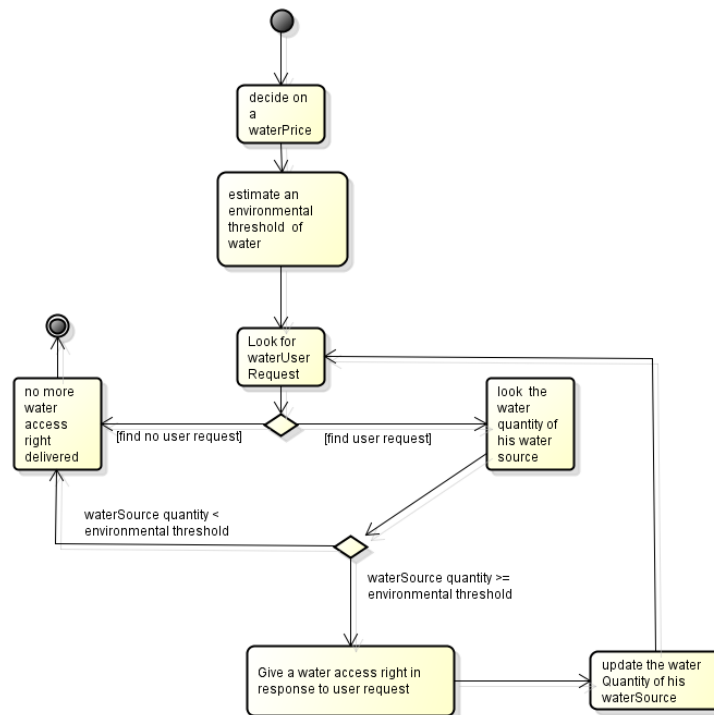 decide on
a
waterPrice
estimate an
environmental
threshold of
water
Look for
waterUser
Request
no more
water
access
right
delivered
[find no user request]
[find user request]
look the
water
quantity of
his water
source
waterSource quantity <
environmental threshold
waterSource quantity >=
environmental threshold
Give a water access right in
response to user request
update the water
Quantity of his
waterSource